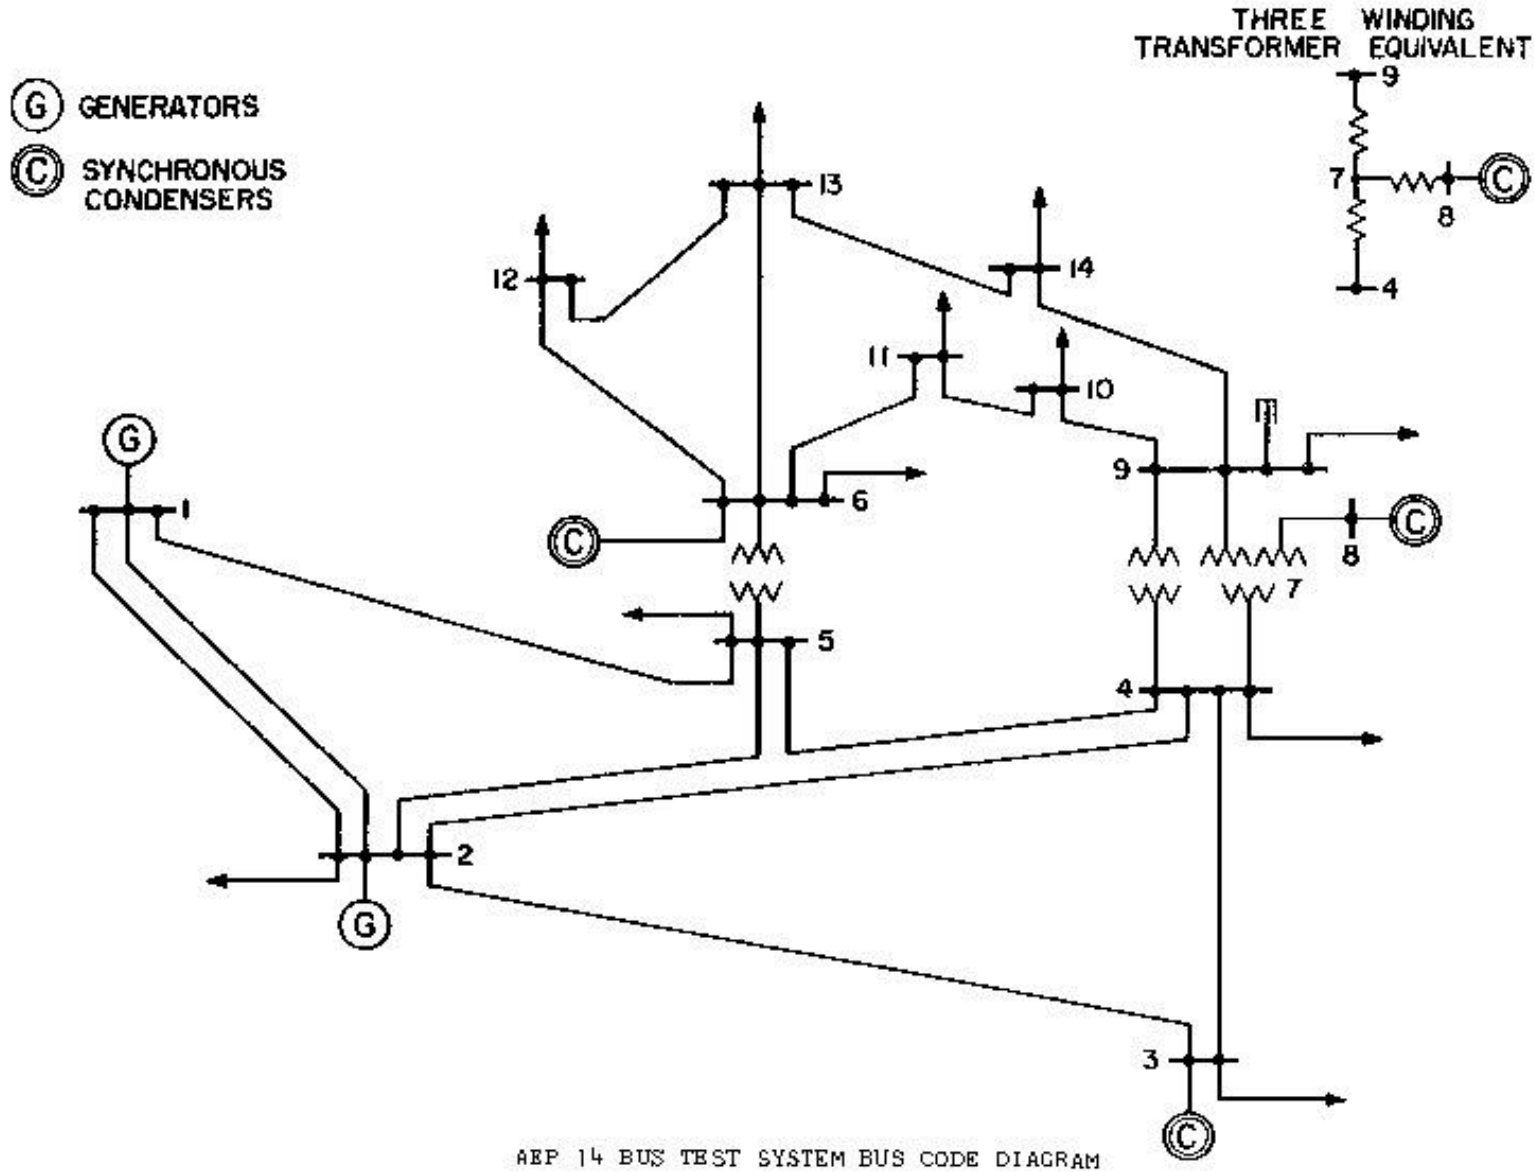 THREE WINDING
TRANSFORMER EQUIVALENT
9
7
C
8
4
G GENERATORS
C SYNCHRONOUS
CONDENSERS
13
12
14
11
10
G
1
9
6
C
C
8
7
5
4
2
G
3
C
AEP 14 BUS TEST SYSTEM BUS CODE DIAGRAM